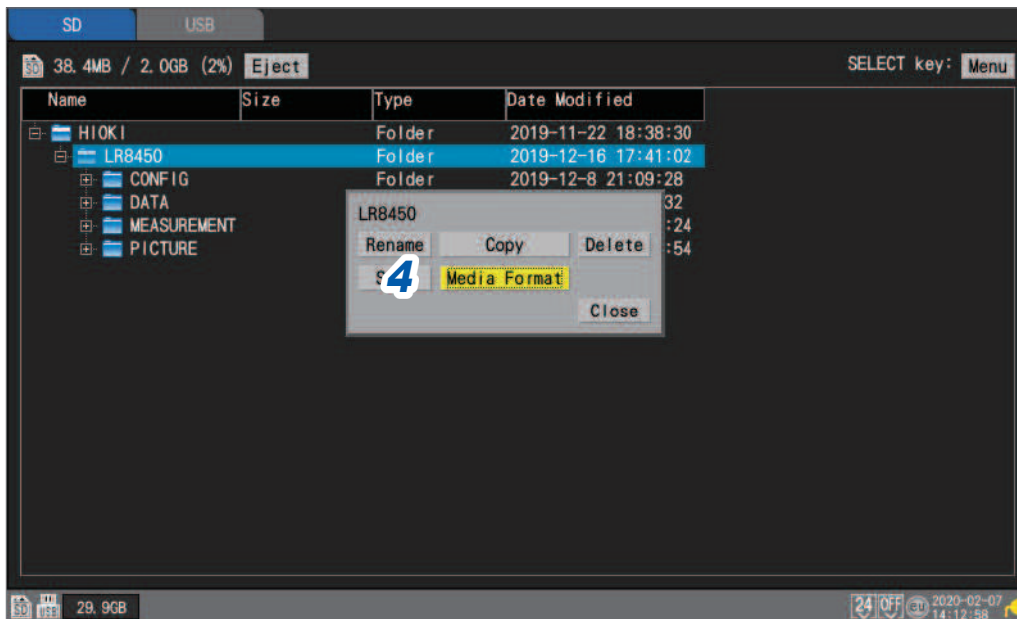 SD USB
38.4MB / 2.0GB (2%) Eject SELECT key: Menu
Name Size Type Date Modified
HIOKI Folder 2019-11-22 18:38:30
LR8450 Folder 2019-12-16 17:41:02
CONFIG Folder 2019-12-8 21:09:28
DATA 32
MEASUREMENT :24
PICTURE :54
LR8450
Rename Copy Delete
4 Media Format
Close
SD USB 29.9GB 24 OFF eu 2020-02-07
14:12:58